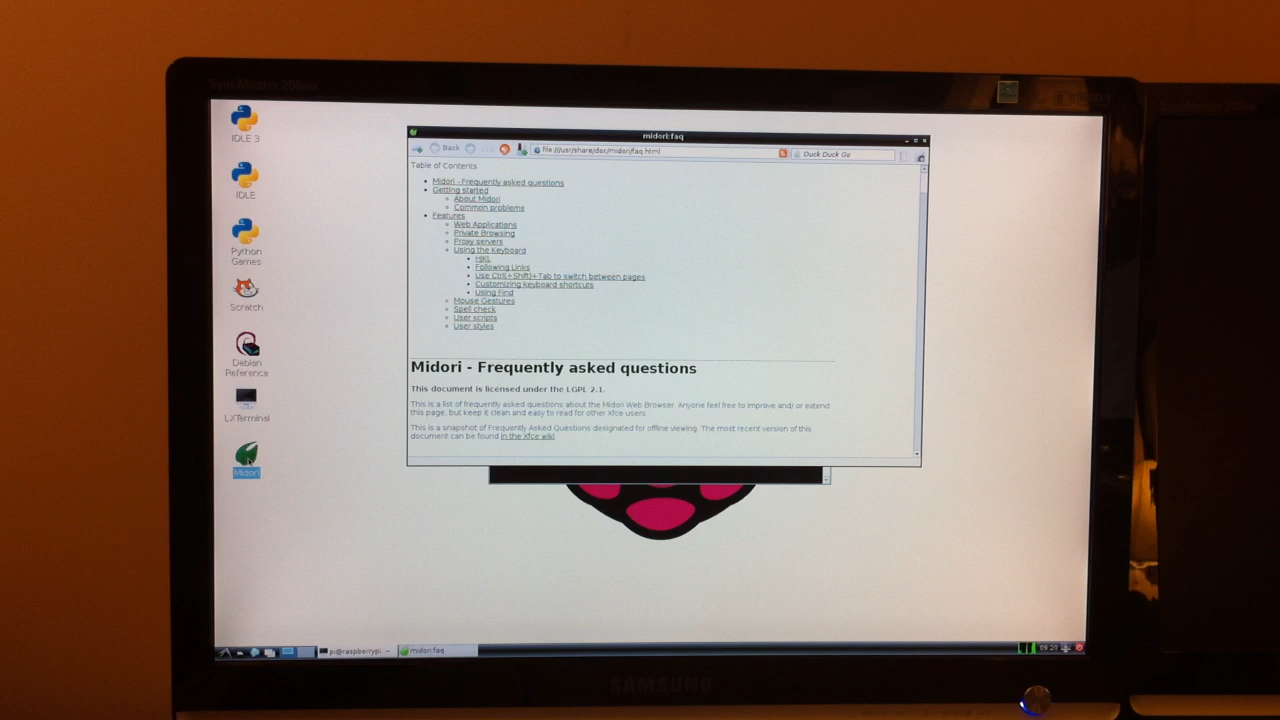 SyncMaster
IDLE 3
IDLE
Python
Games
Scratch
Debian
Reference
LXTerminal
Midori
midori:faq
Back
file:///usr/share/doc/midori/faq.html
Duck Duck Go
Table of Contents
Midori - Frequently asked questions
Getting started
About Midori
Common problems
Features
Web Applications
Private Browsing
Proxy servers
Using the Keyboard
HKL
Following Links
Use Ctrl(+Shift)+Tab to switch between pages
Customizing keyboard shortcuts
Using Find
Mouse Gestures
Spell check
User scripts
User styles
Midori - Frequently asked questions
This document is licensed under the LGPL 2.1.
This is a list of frequently asked questions about the Midori Web Browser. Anyone feel free to improve and/ or extend
this page, but keep it clean and easy to read for other Xfce users.
This is a snapshot of Frequently Asked Questions designated for offline viewing. The most recent version of this
document can be found in the Xfce wiki.
pi@raspberrypi: ~
midori:faq
09:20
SAMSUNG